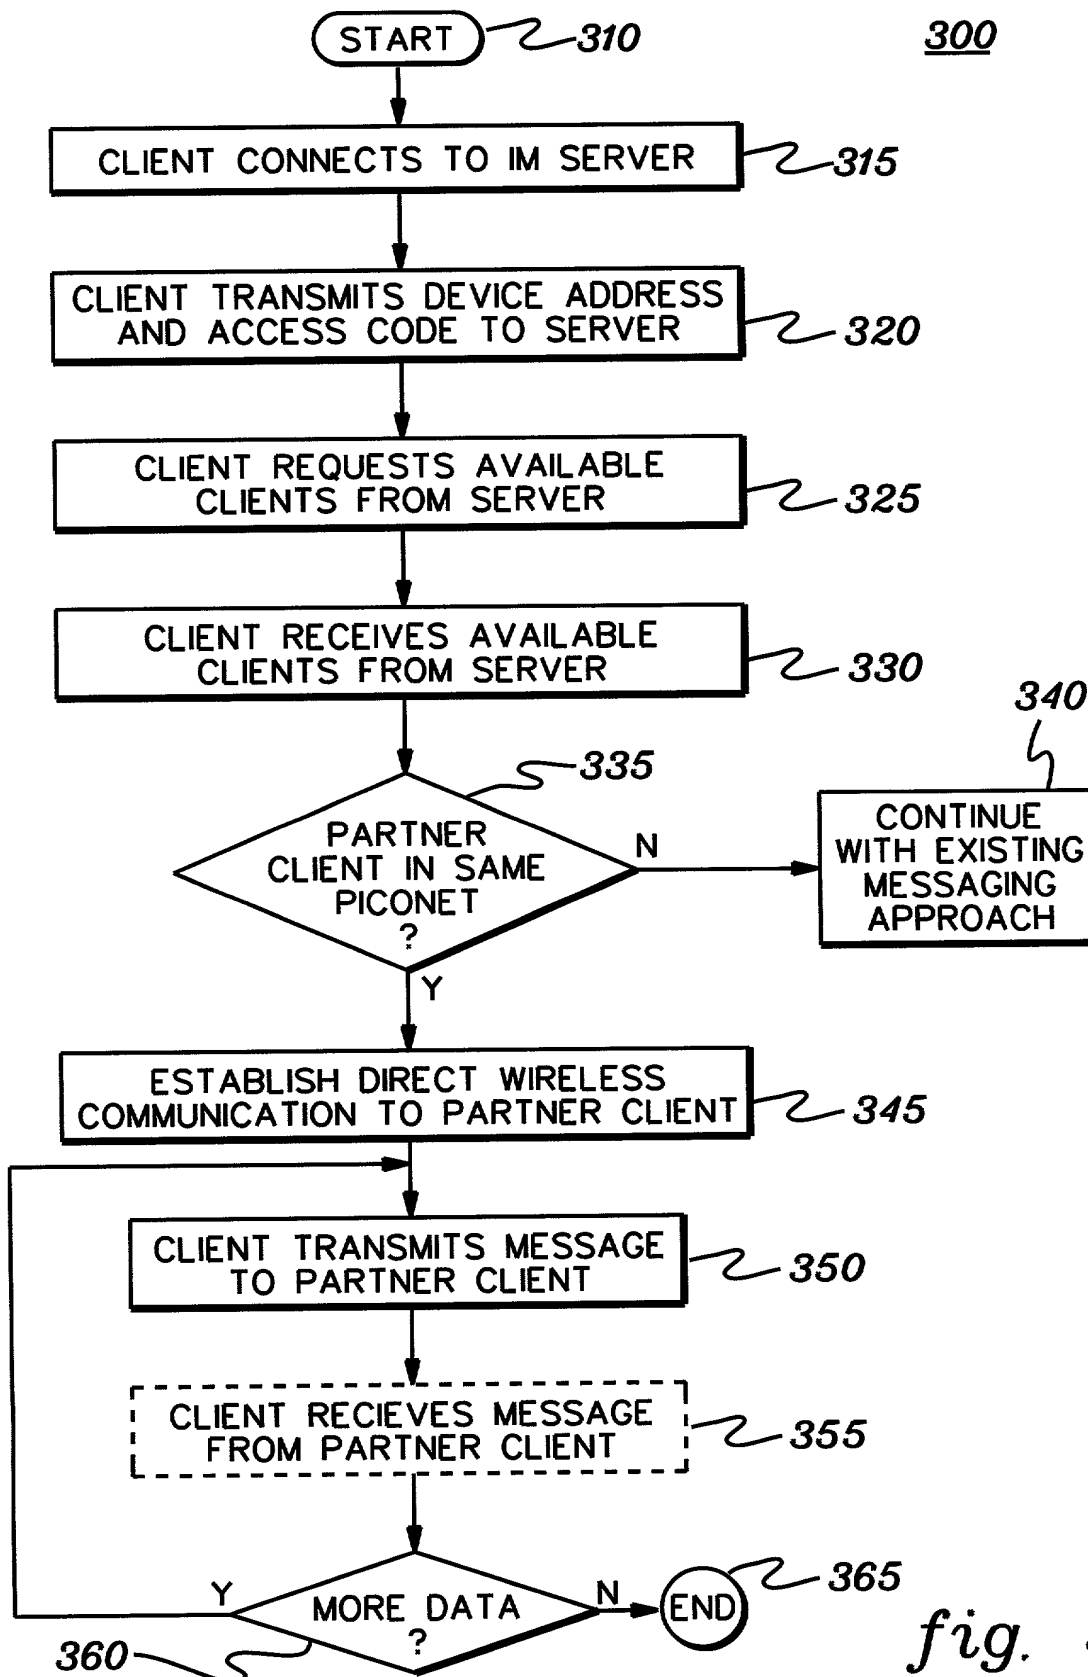 START
310
300
CLIENT CONNECTS TO IM SERVER
315
CLIENT TRANSMITS DEVICE ADDRESS
AND ACCESS CODE TO SERVER
320
CLIENT REQUESTS AVAILABLE
CLIENTS FROM SERVER
325
CLIENT RECEIVES AVAILABLE
CLIENTS FROM SERVER
330
340
335
PARTNER
CLIENT IN SAME
PICONET
?
N
CONTINUE
WITH EXISTING
MESSAGING
APPROACH
Y
ESTABLISH DIRECT WIRELESS
COMMUNICATION TO PARTNER CLIENT
345
CLIENT TRANSMITS MESSAGE
TO PARTNER CLIENT
350
CLIENT RECIEVES MESSAGE
FROM PARTNER CLIENT
355
Y
MORE DATA
?
N
END
365
360
fig.